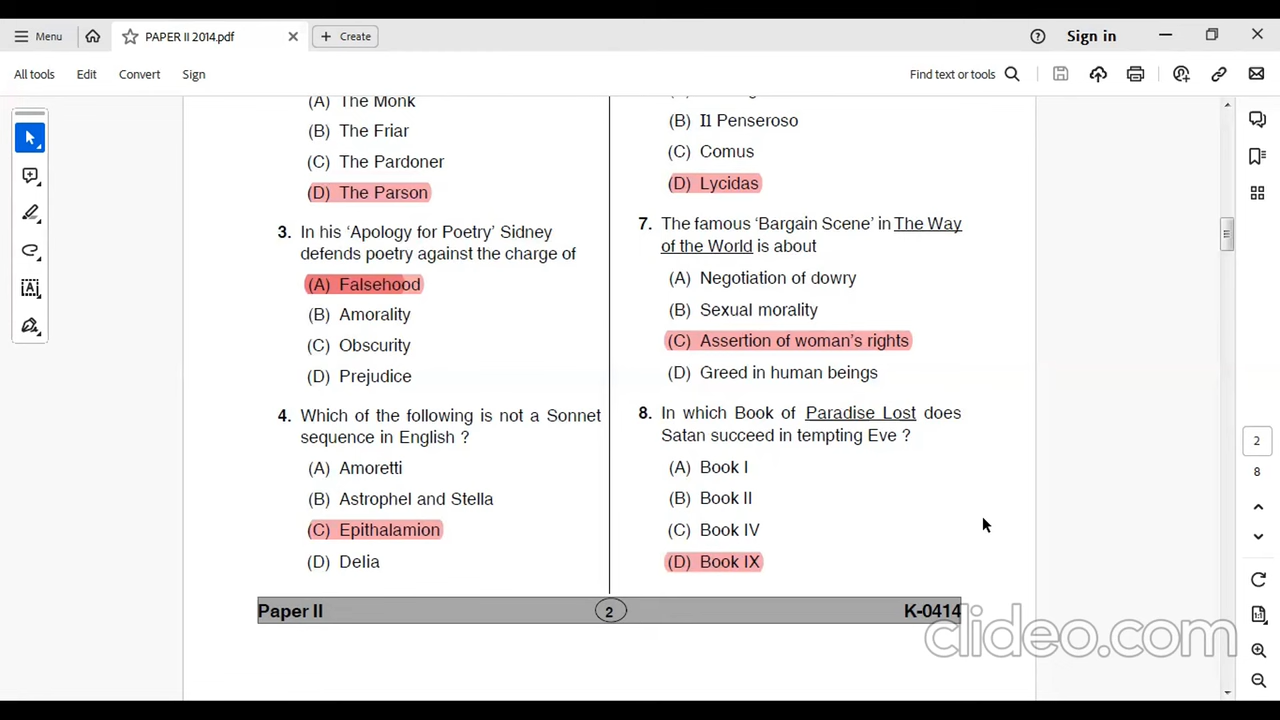 Menu
PAPER II 2014.pdf
Create
Sign in
All tools
Edit
Convert
Sign
Find text or tools
(A) The Monk
(B) The Friar
(C) The Pardoner
(D) The Parson
3. In his ‘Apology for Poetry’ Sidney
defends poetry against the charge of
(A) Falsehood
(B) Amorality
(C) Obscurity
(D) Prejudice
4. Which of the following is not a Sonnet
sequence in English ?
(A) Amoretti
(B) Astrophel and Stella
(C) Epithalamion
(D) Delia
(B) Il Penseroso
(C) Comus
(D) Lycidas
7. The famous ‘Bargain Scene’ in The Way
of the World is about
(A) Negotiation of dowry
(B) Sexual morality
(C) Assertion of woman’s rights
(D) Greed in human beings
8. In which Book of Paradise Lost does
Satan succeed in tempting Eve ?
(A) Book I
(B) Book II
(C) Book IV
(D) Book IX
Paper II
2
K-0414
2
8
1:1
clideo.com